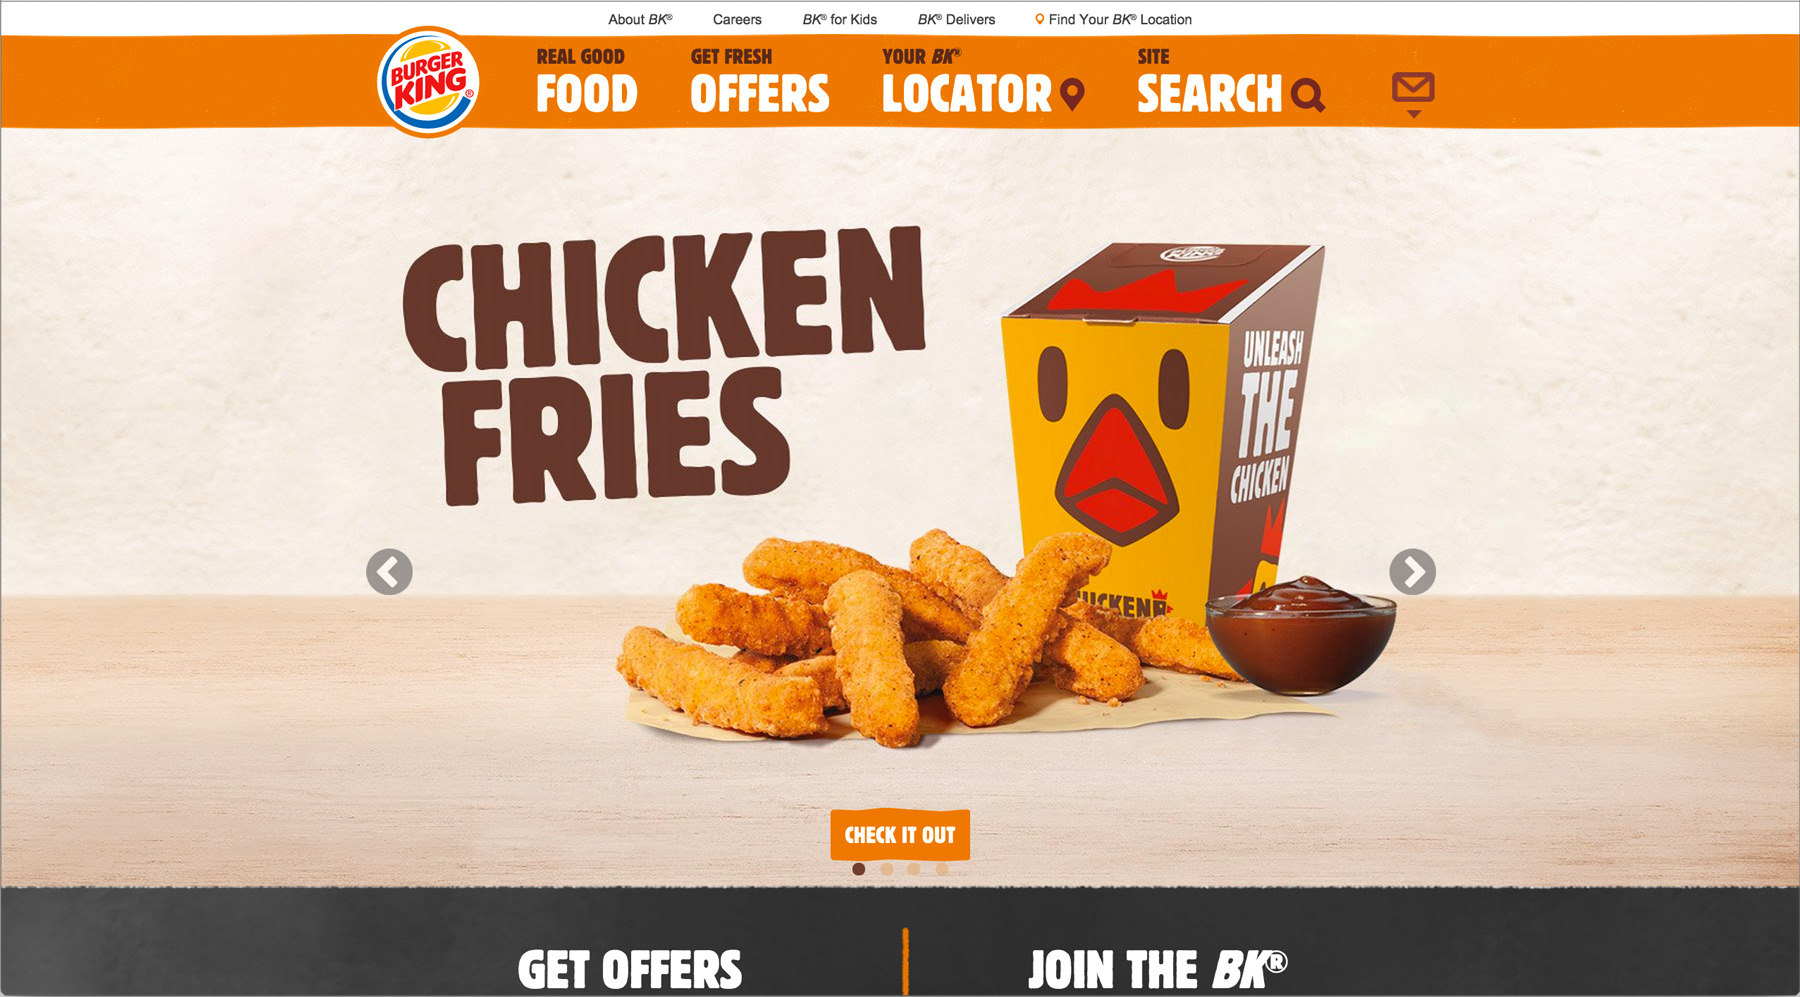 About BK® Careers BK® for Kids BK® Delivers Find Your BK® Location
BURGER
KING®
REAL GOOD
FOOD
GET FRESH
OFFERS
YOUR BK®
LOCATOR
SITE
SEARCH
CHICKEN
FRIES
UNLEASH
THE
CHICKEN
CHECK IT OUT
GET OFFERS
JOIN THE BK®